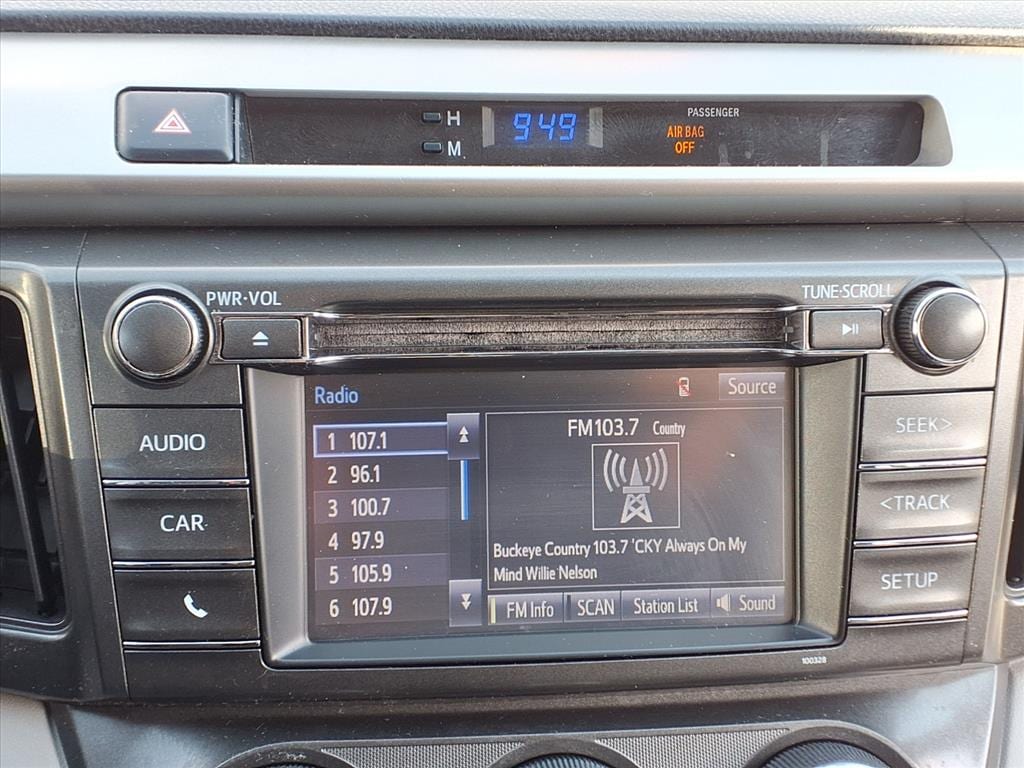 H
949
PASSENGER
AIR BAG
OFF
M
PWR·VOL
TUNE·SCROLL
Radio
Source
AUDIO
CAR
1 107.1
2 96.1
3 100.7
4 97.9
5 105.9
6 107.9
FM103.7 Country
Buckeye Country 103.7 'CKY Always On My
Mind Willie Nelson
FM Info
SCAN
Station List
Sound
SEEK>
<TRACK
SETUP
100328